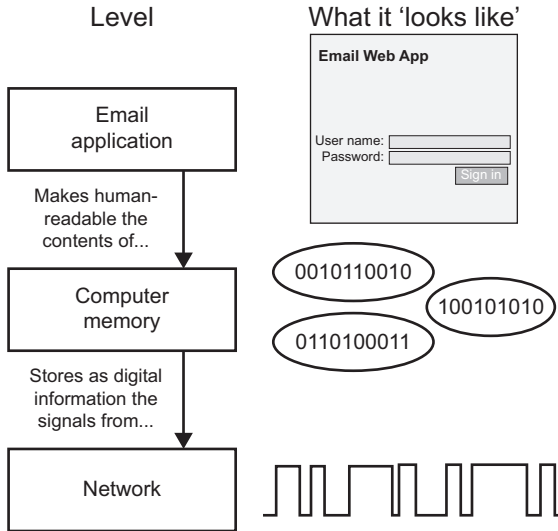 Level
What it ‘looks like’
Email
application
Email Web App
User name:
Password:
Sign in
Makes human-
readable the
contents of...
Computer
memory
0010110010
100101010
0110100011
Stores as digital
information the
signals from...
Network